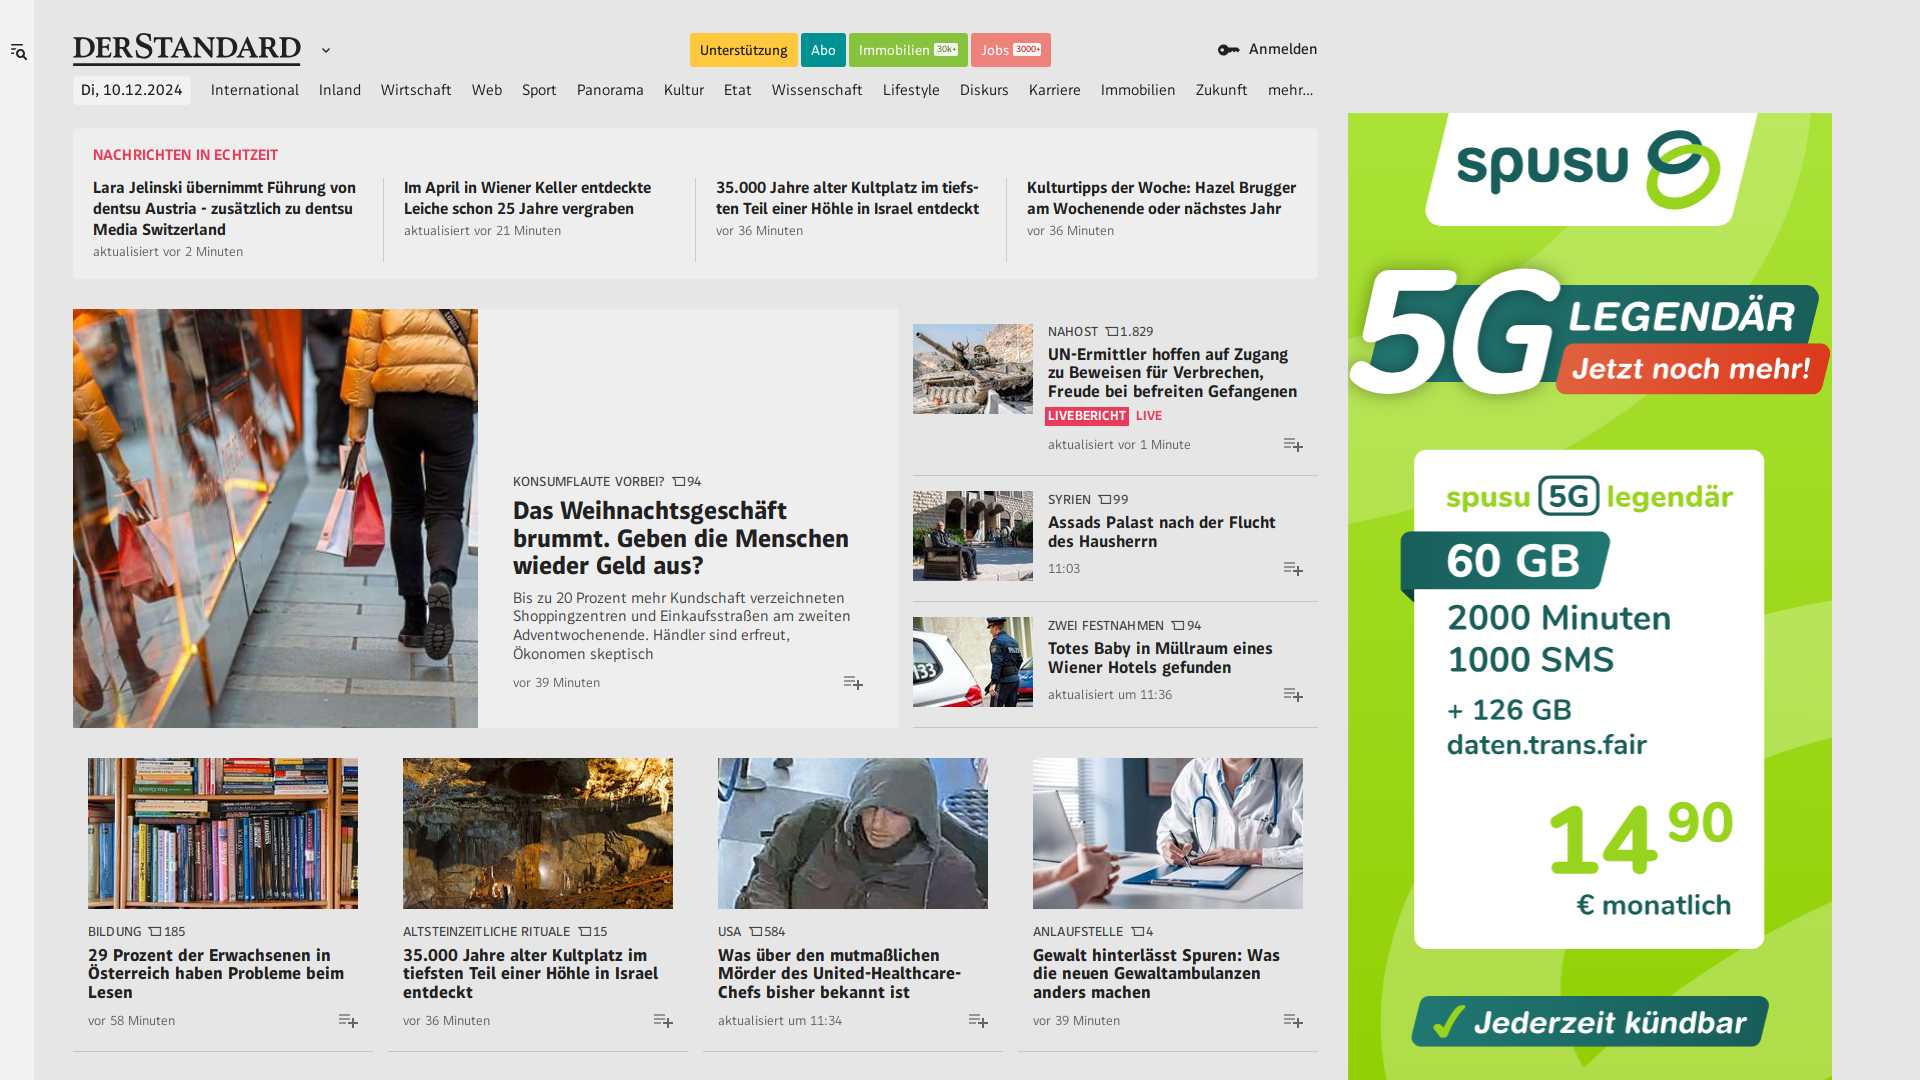 DERSTANDARD
Unterstützung
Abo
Immobilien 30k+
Jobs 3000+
Anmelden
Di, 10.12.2024
International
Inland
Wirtschaft
Web
Sport
Panorama
Kultur
Etat
Wissenschaft
Lifestyle
Diskurs
Karriere
Immobilien
Zukunft
mehr...
NACHRICHTEN IN ECHTZEIT
Lara Jelinski übernimmt Führung von
dentsu Austria - zusätzlich zu dentsu
Media Switzerland
aktualisiert vor 2 Minuten
Im April in Wiener Keller entdeckte
Leiche schon 25 Jahre vergraben
aktualisiert vor 21 Minuten
35.000 Jahre alter Kultplatz im tiefs-
ten Teil einer Höhle in Israel entdeckt
vor 36 Minuten
Kulturtipps der Woche: Hazel Brugger
am Wochenende oder nächstes Jahr
vor 36 Minuten
KONSUMFLAUTE VORBEI? 94
Das Weihnachtsgeschäft
brummt. Geben die Menschen
wieder Geld aus?
Bis zu 20 Prozent mehr Kundschaft verzeichneten
Shoppingzentren und Einkaufsstraßen am zweiten
Adventwochenende. Händler sind erfreut,
Ökonomen skeptisch
vor 39 Minuten
NAHOST 1.829
UN-Ermittler hoffen auf Zugang
zu Beweisen für Verbrechen,
Freude bei befreiten Gefangenen
LIVEBERICHT LIVE
aktualisiert vor 1 Minute
SYRIEN 99
Assads Palast nach der Flucht
des Hausherrn
11:03
133
ZWEI FESTNAHMEN 94
Totes Baby in Müllraum eines
Wiener Hotels gefunden
aktualisiert um 11:36
BILDUNG 185
29 Prozent der Erwachsenen in
Österreich haben Probleme beim
Lesen
vor 58 Minuten
ALTSTEINZEITLICHE RITUALE 15
35.000 Jahre alter Kultplatz im
tiefsten Teil einer Höhle in Israel
entdeckt
vor 36 Minuten
USA 584
Was über den mutmaßlichen
Mörder des United-Healthcare-
Chefs bisher bekannt ist
aktualisiert um 11:34
ANLAUFSTELLE 4
Gewalt hinterlässt Spuren: Was
die neuen Gewaltambulanzen
anders machen
vor 39 Minuten
spusu
5G LEGENDÄR
Jetzt noch mehr!
spusu 5G legendär
60 GB
2000 Minuten
1000 SMS
+ 126 GB
daten.trans.fair
14 90
€ monatlich
Jederzeit kündbar